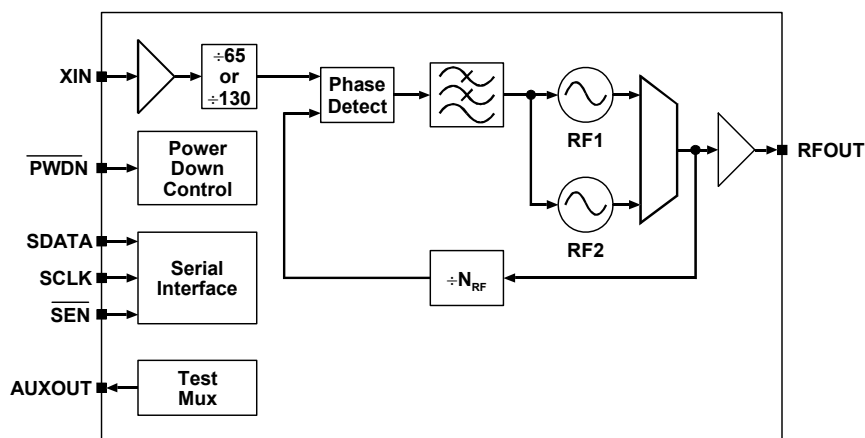 XIN
÷65
or
÷130
Phase
Detect
RF1
RF2
RFOUT
PWDN
Power
Down
Control
SDATA
SCLK
SEN
Serial
Interface
÷NRF
AUXOUT
Test
Mux